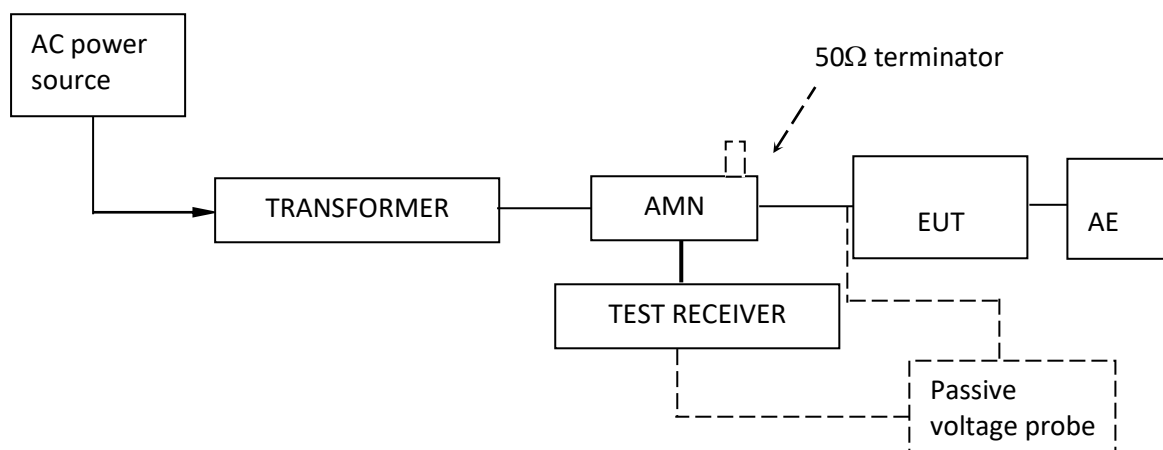 AC power
source
50Ω terminator
TRANSFORMER
AMN
EUT
AE
TEST RECEIVER
Passive
voltage probe